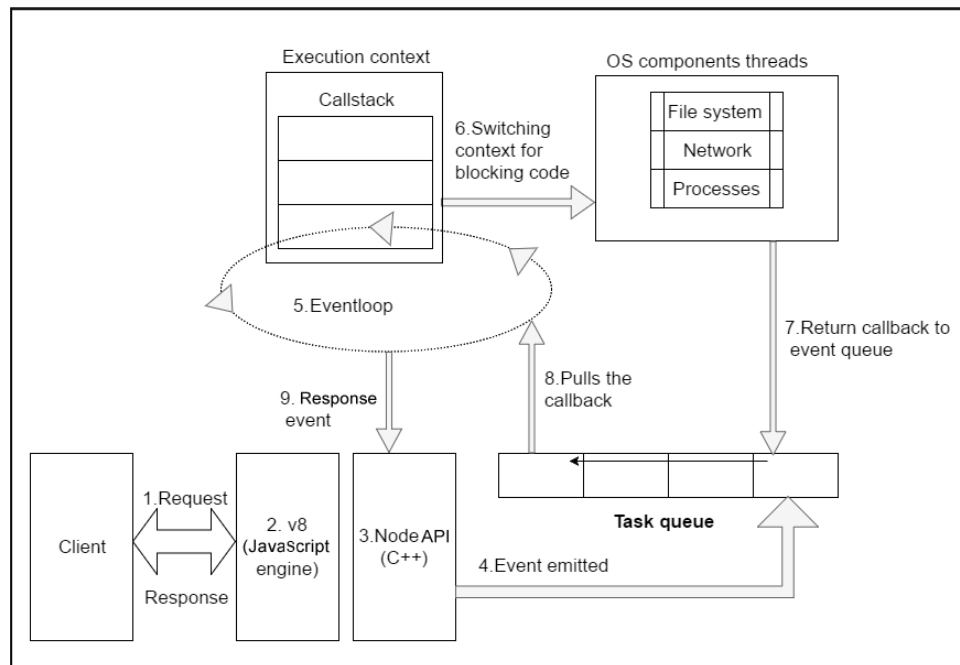 Execution context
Callstack
OS components threads
File system
Network
Processes
6.Switching
context for
blocking code
5.Eventloop
7.Return callback to
event queue
8.Pulls the
callback
9. Response
event
Client
1.Request
Response
2. v8
(JavaScript
engine)
3.Node API
(C++)
4.Event emitted
Task queue